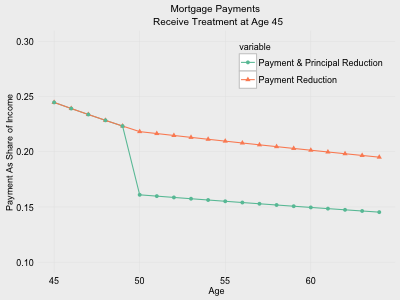 Mortgage Payments
Receive Treatment at Age 45
variable
Payment & Principal Reduction
Payment Reduction
Payment As Share of Income
0.30
0.25
0.20
0.15
0.10
45
50
55
60
Age